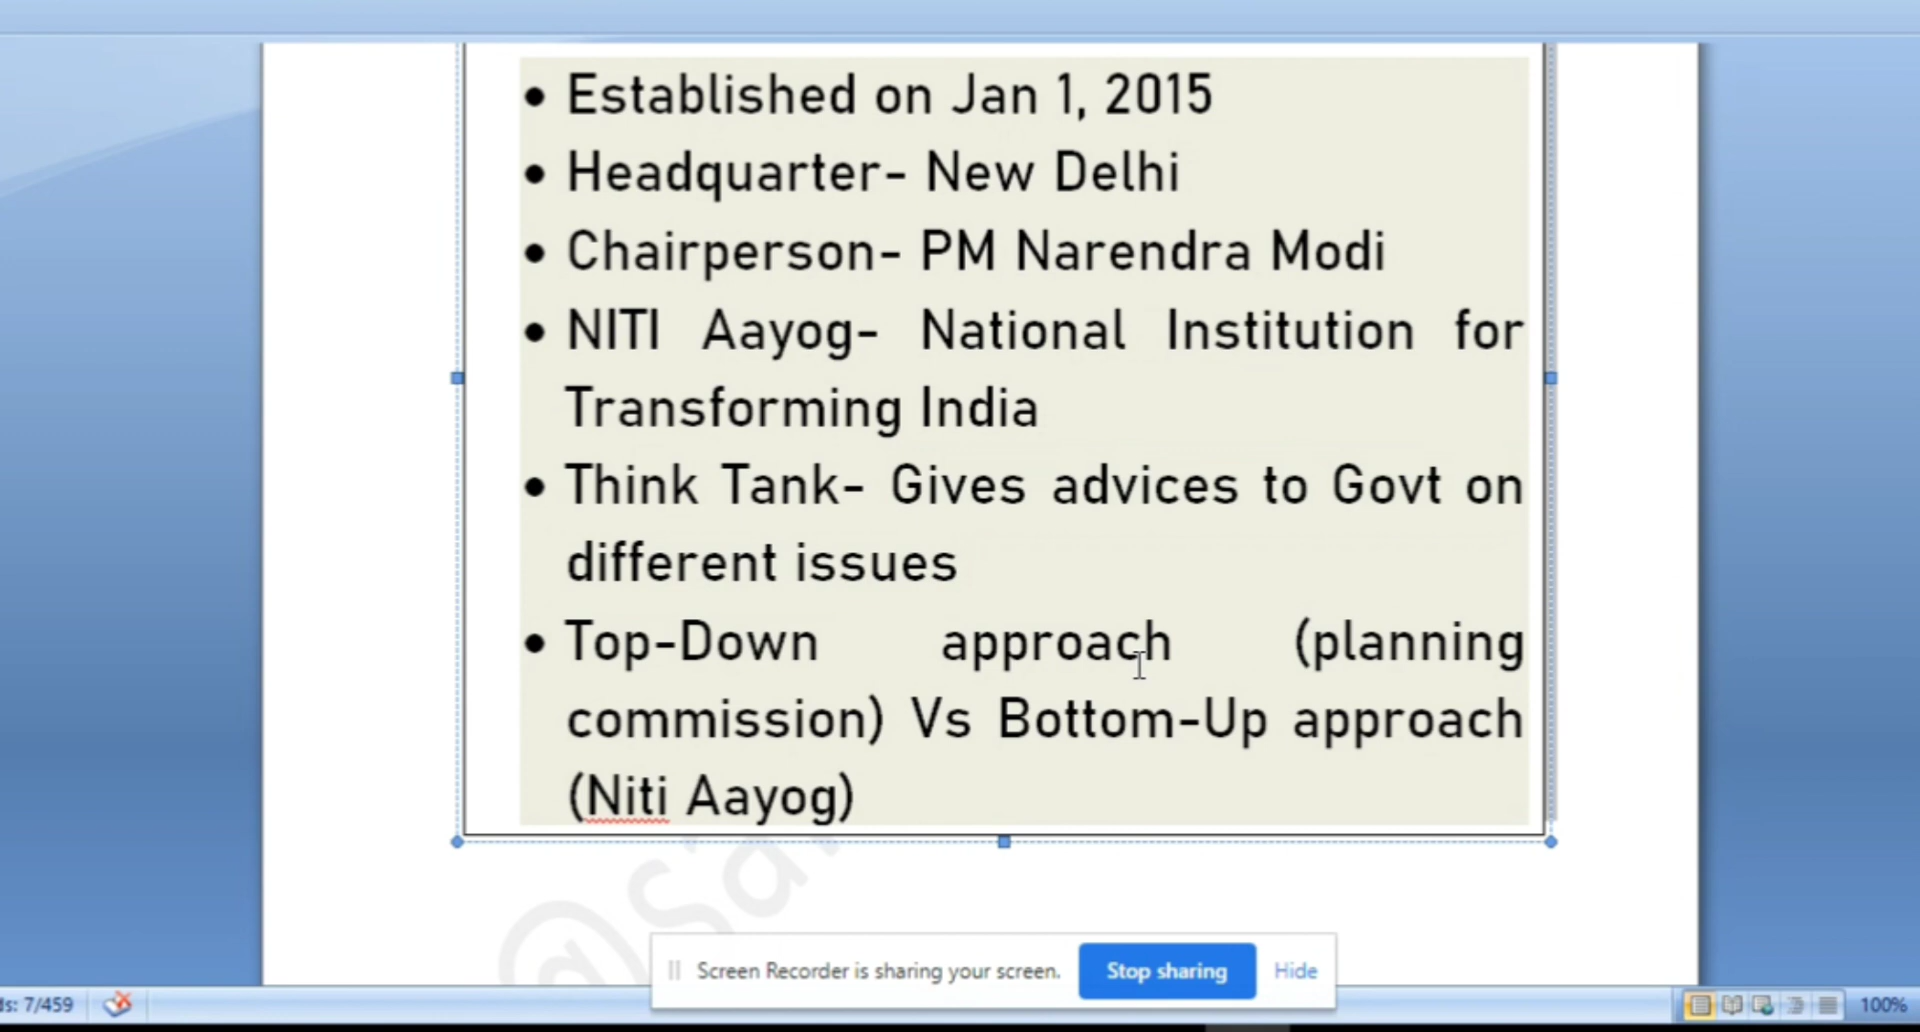 • Established on Jan 1, 2015
• Headquarter- New Delhi
• Chairperson- PM Narendra Modi
• NITI Aayog- National Institution for
Transforming India
• Think Tank- Gives advices to Govt on
different issues
• Top-Down approach (planning
commission) Vs Bottom-Up approach
(Niti Aayog)
Screen Recorder is sharing your screen. Stop sharing Hide
7/459 100%